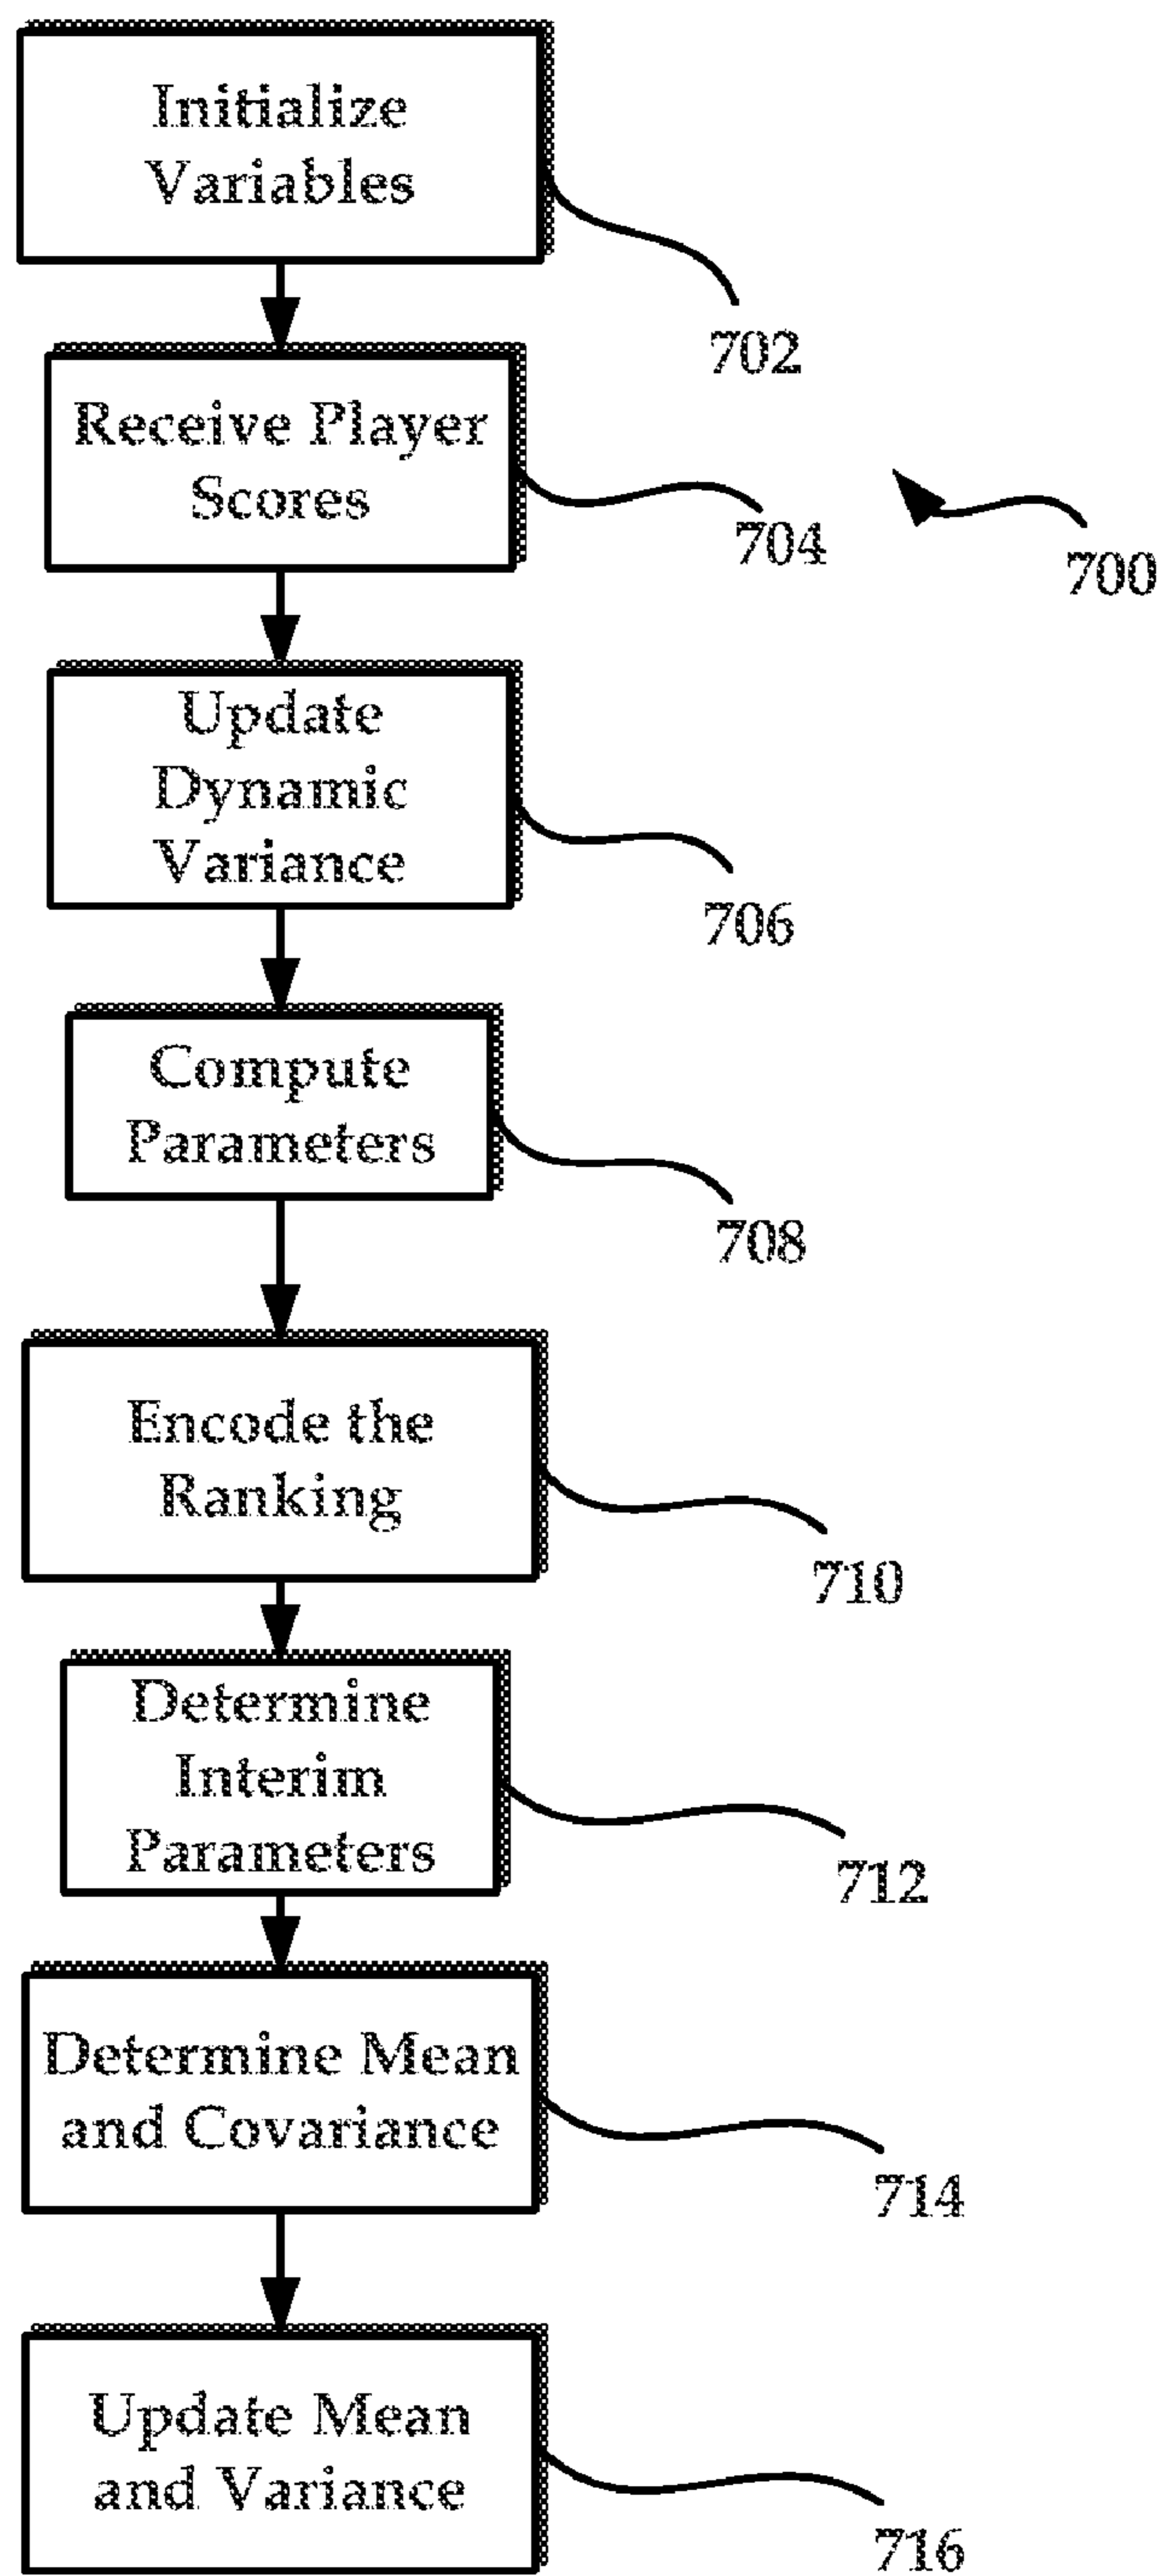 Initialize
Variables
702
Receive Player
Scores
704
700
Update
Dynamic
Variance
706
Compute
Parameters
708
Encode the
Ranking
710
Determine
Interim
Parameters
712
Determine Mean
and Covariance
714
Update Mean
and Variance
716